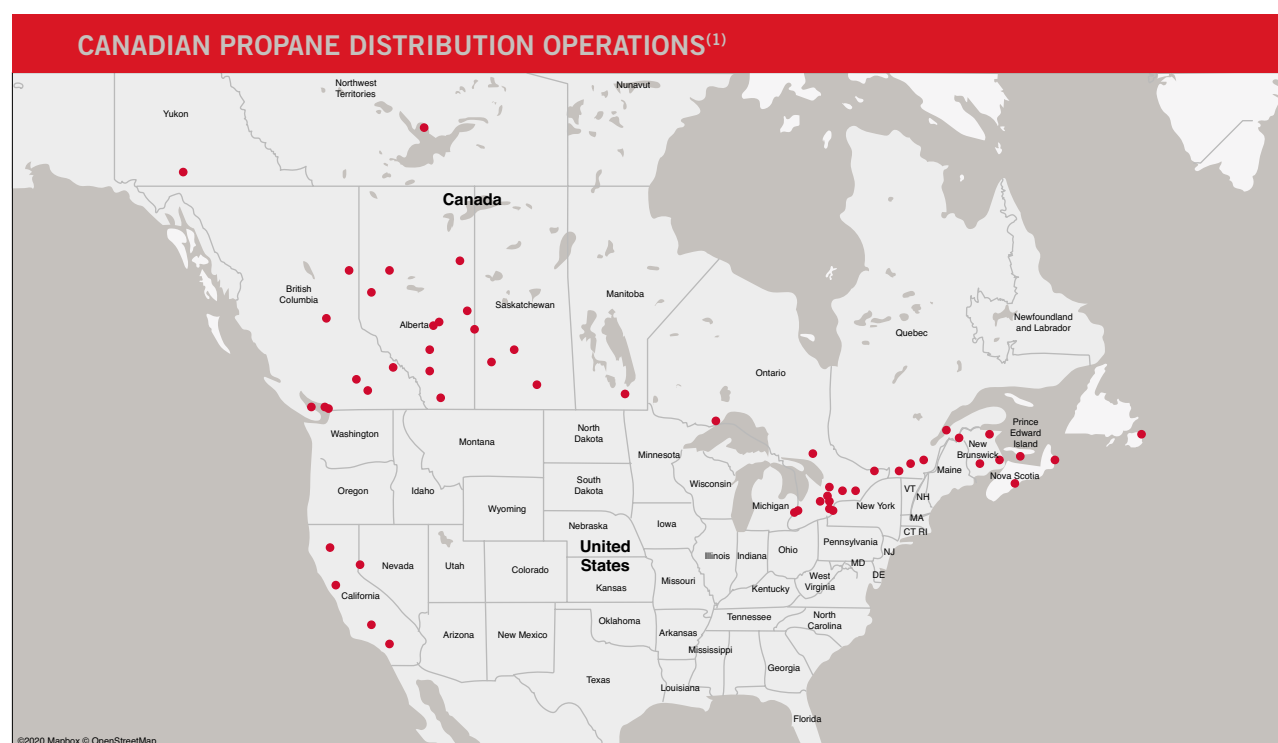 CANADIAN PROPANE DISTRIBUTION OPERATIONS(1)
Northwest
Territories
Nunavut
Yukon
Canada
British
Columbia
Alberta
Saskatchewan
Manitoba
Ontario
Quebec
Newfoundland
and Labrador
Prince
Edward
Island
New
Brunswick
Nova Scotia
Maine
Washington
Montana
North
Dakota
Minnesota
Oregon
Idaho
Wyoming
South
Dakota
Wisconsin
Michigan
New York
VT
NH
MA
CT RI
Nebraska
Iowa
Pennsylvania
NJ
MD
DE
United
States
Nevada
Utah
Colorado
Kansas
Missouri
Illinois
Indiana
Ohio
West
Virginia
Kentucky
California
Arizona
New Mexico
Oklahoma
Arkansas
Tennessee
North
Carolina
Mississippi
Georgia
Texas
Louisiana
Florida
©2020 Mapbox © OpenStreetMap